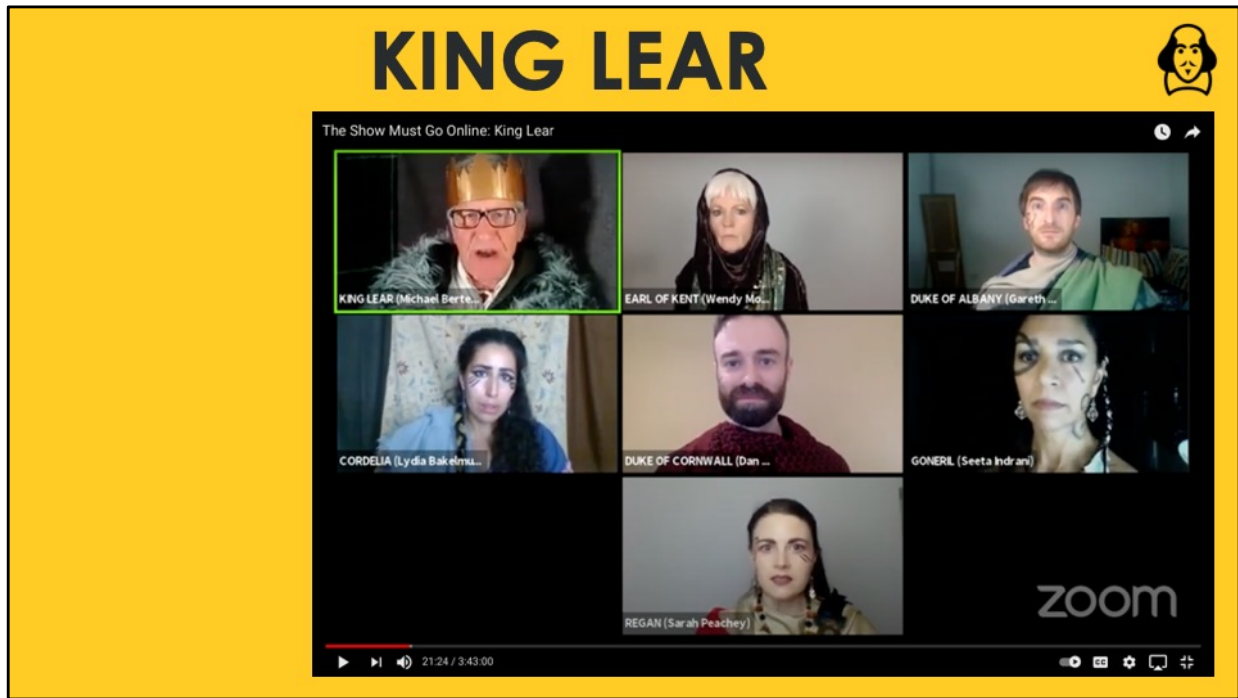 KING LEAR
The Show Must Go Online: King Lear
KING LEAR (Michael Berte...
EARL OF KENT (Wendy Mo...
DUKE OF ALBANY (Gareth ...
CORDELIA (Lydia Bakelmu...
DUKE OF CORNWALL (Dan ...
GONERIL (Seeta Indrani)
REGAN (Sarah Peachey)
zoom
21:24 / 3:43:00
CC